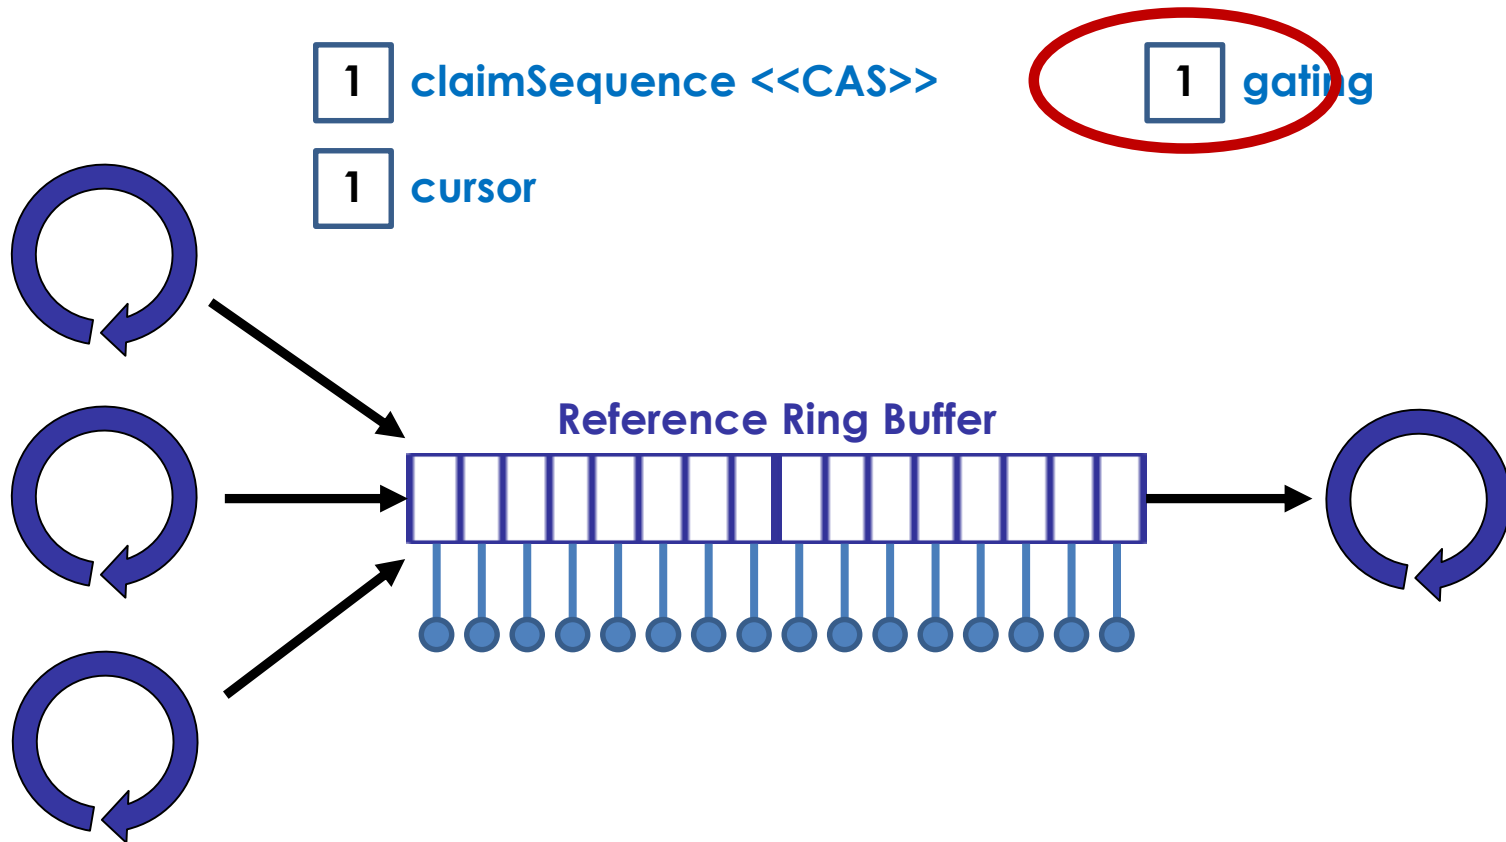 1 claimSequence <<CAS>> 1 gating
1 cursor
Reference Ring Buffer